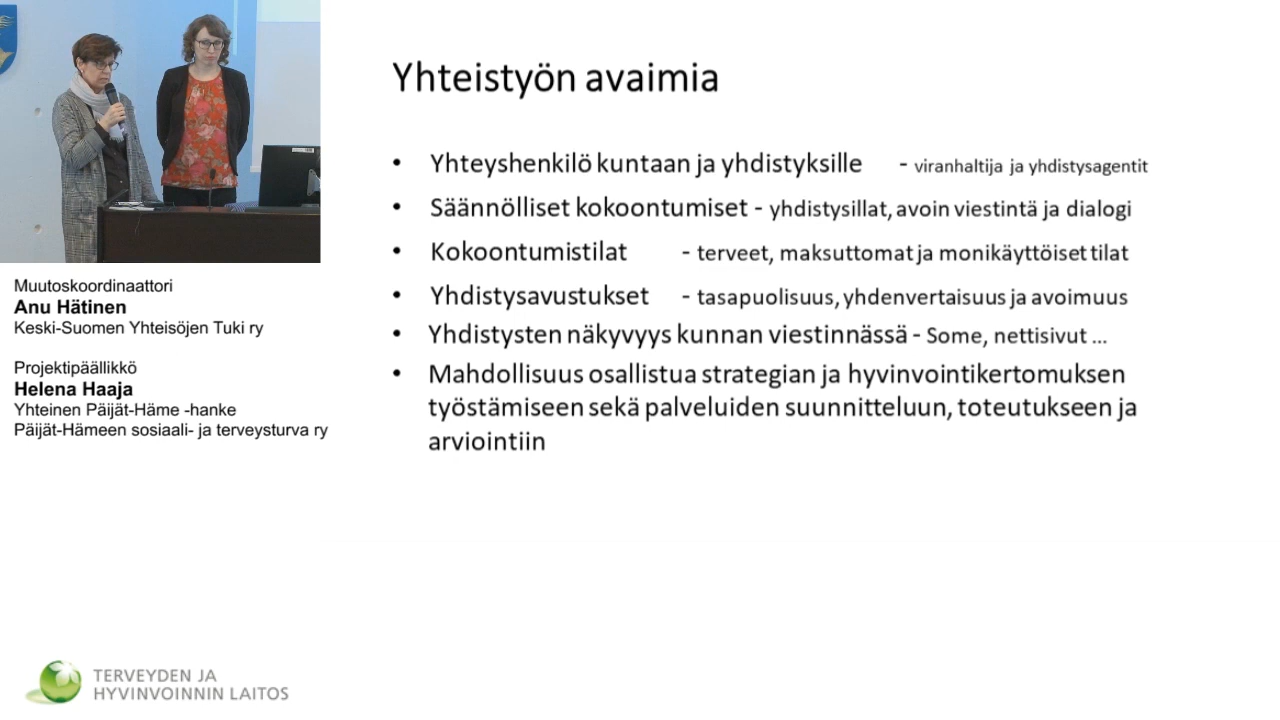 Yhteistyön avaimia
• Yhteyshenkilö kuntaan ja yhdistyksille - viranhaltija ja yhdistysagentit
• Säännölliset kokoontumiset - yhdistysillat, avoin viestintä ja dialogi
• Kokoontumistilat - terveet, maksuttomat ja monikäyttöiset tilat
• Yhdistysavustukset - tasapuolisuus, yhdenvertaisuus ja avoimuus
• Yhdistysten näkyvyys kunnan viestinnässä - Some, nettisivut ...
• Mahdollisuus osallistua strategian ja hyvinvointikertomuksen
työstämiseen sekä palveluiden suunnitteluun, toteutukseen ja
arviointiin
Muutoskoordinaattori
Anu Hätinen
Keski-Suomen Yhteisöjen Tuki ry
Projektipäällikkö
Helena Haaja
Yhteinen Päijät-Häme -hanke
Päijät-Hämeen sosiaali- ja terveysturva ry
TERVEYDEN JA
HYVINVOINNIN LAITOS